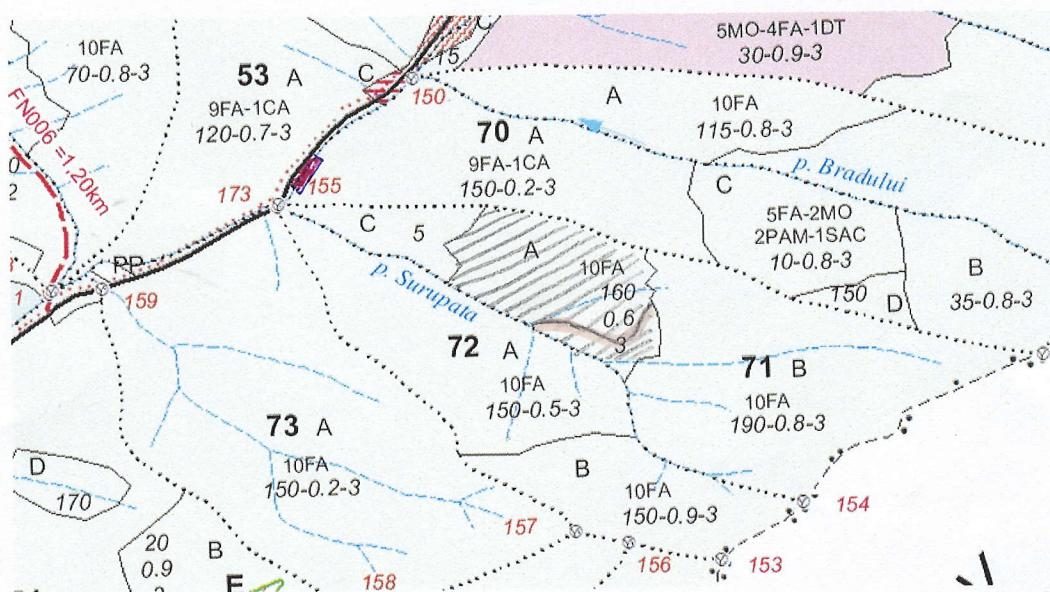 10FA
70-0.8-3
53 A
9FA-1CA
120-0.7-3
C
C
15
150
5MO-4FA-1DT
30-0.9-3
A
10FA
115-0.8-3
70 A
9FA-1CA
150-0.2-3
p. Bradului
FN006 =1,20km
0
2
173
155
C
5FA-2MO
2PAM-1SAC
10-0.8-3
C 5
A
10FA
160
0.6
3
150
D
B
35-0.8-3
p. Surupata
PP
159
1
72 A
10FA
150-0.5-3
71 B
10FA
190-0.8-3
73 A
10FA
150-0.2-3
B
10FA
150-0.9-3
154
D
170
157
156
153
158
20
0.9
B
E